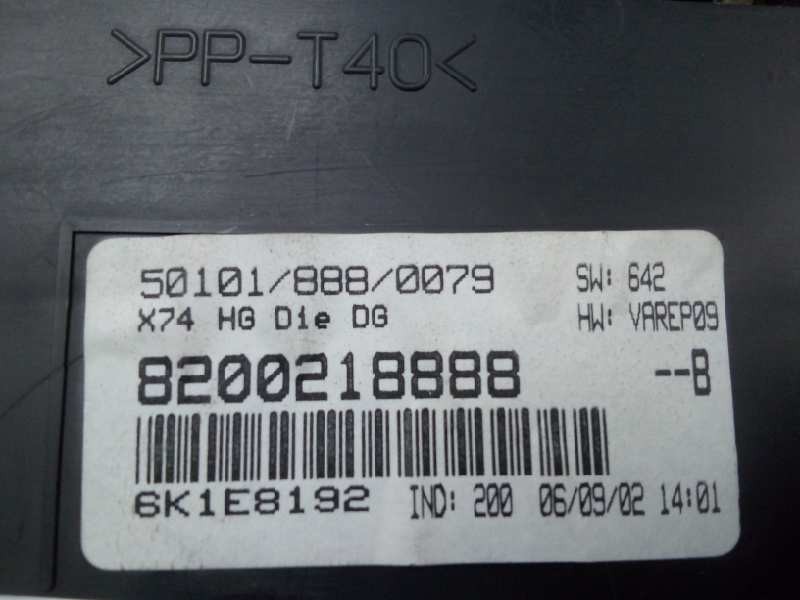 >PP-T40<
50101/888/0079 SW: 642
X74 HG Die DG HW: VAREP09
8200218888 --B
6K1E8192 IND: 200 06/09/02 14:01